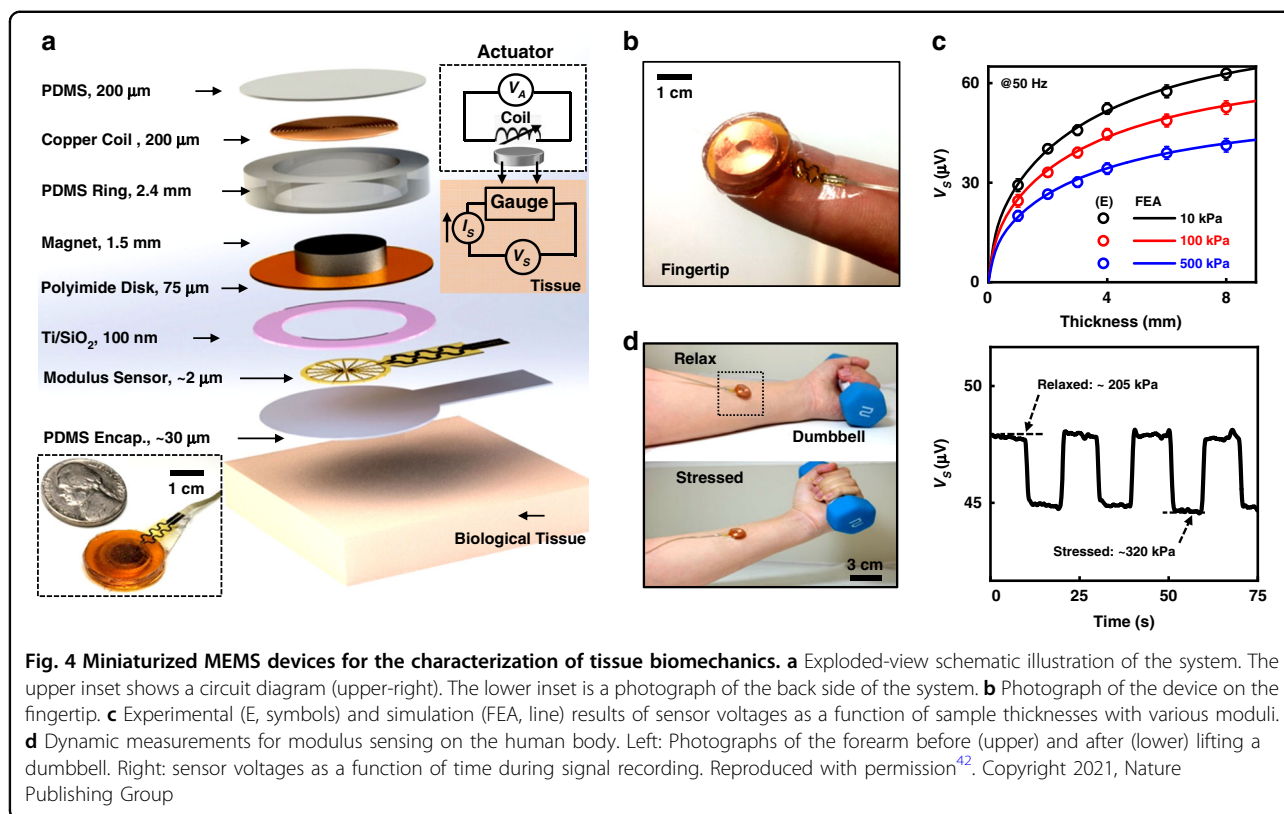 a
PDMS, 200 µm
Copper Coil , 200 µm
PDMS Ring, 2.4 mm
Magnet, 1.5 mm
Polyimide Disk, 75 µm
Ti/SiO₂, 100 nm
Modulus Sensor, ~2 µm
PDMS Encap., ~30 µm
1 cm
Biological Tissue
Actuator
V_A
Coil
Gauge
I_S
V_S
Tissue
b
1 cm
Fingertip
c
@50 Hz
60
30
0
V_S (µV)
(E) FEA
10 kPa
100 kPa
500 kPa
0 4 8
Thickness (mm)
d
Relax
Dumbbell
Stressed
3 cm
50
45
V_S (µV)
Relaxed: ~ 205 kPa
Stressed: ~320 kPa
0 25 50 75
Time (s)
Fig. 4 Miniaturized MEMS devices for the characterization of tissue biomechanics. a Exploded-view schematic illustration of the system. The
upper inset shows a circuit diagram (upper-right). The lower inset is a photograph of the back side of the system. b Photograph of the device on the
fingertip. c Experimental (E, symbols) and simulation (FEA, line) results of sensor voltages as a function of sample thicknesses with various moduli.
d Dynamic measurements for modulus sensing on the human body. Left: Photographs of the forearm before (upper) and after (lower) lifting a
dumbbell. Right: sensor voltages as a function of time during signal recording. Reproduced with permission⁴². Copyright 2021, Nature
Publishing Group